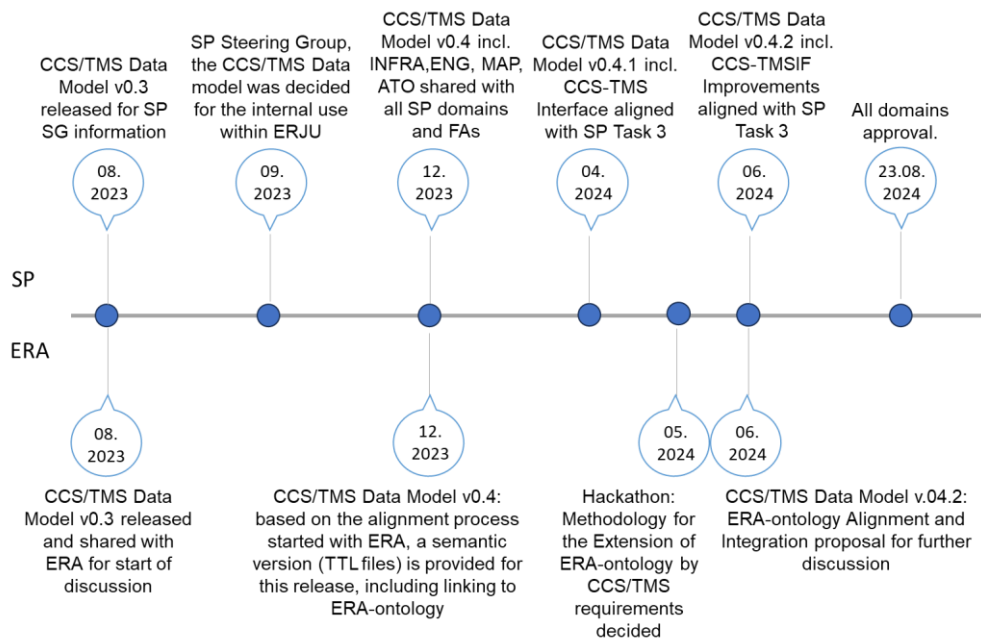 CCS/TMS Data
Model v0.3
released for SP
SG information
08.
2023
SP Steering Group,
the CCS/TMS Data
model was decided
for the internal use
within ERJU
09.
2023
CCS/TMS Data
Model v0.4 incl.
INFRA,ENG, MAP,
ATO shared with
all SP domains
and FAs
12.
2023
CCS/TMS Data
Model v0.4.1 incl.
CCS-TMS
Interface aligned
with SP Task 3
04.
2024
CCS/TMS Data
Model v0.4.2 incl.
CCS-TMSIF
Improvements
aligned with SP
Task 3
06.
2024
All domains
approval.
23.08.
2024
SP
ERA
08.
2023
CCS/TMS Data
Model v0.3 released
and shared with
ERA for start of
discussion
12.
2023
CCS/TMS Data Model v0.4:
based on the alignment process
started with ERA, a semantic
version (TTL files) is provided for
this release, including linking to
ERA-ontology
05.
2024
Hackathon:
Methodology for
the Extension of
ERA-ontology by
CCS/TMS
requirements
decided
06.
2024
CCS/TMS Data Model v.04.2:
ERA-ontology Alignment and
Integration proposal for further
discussion